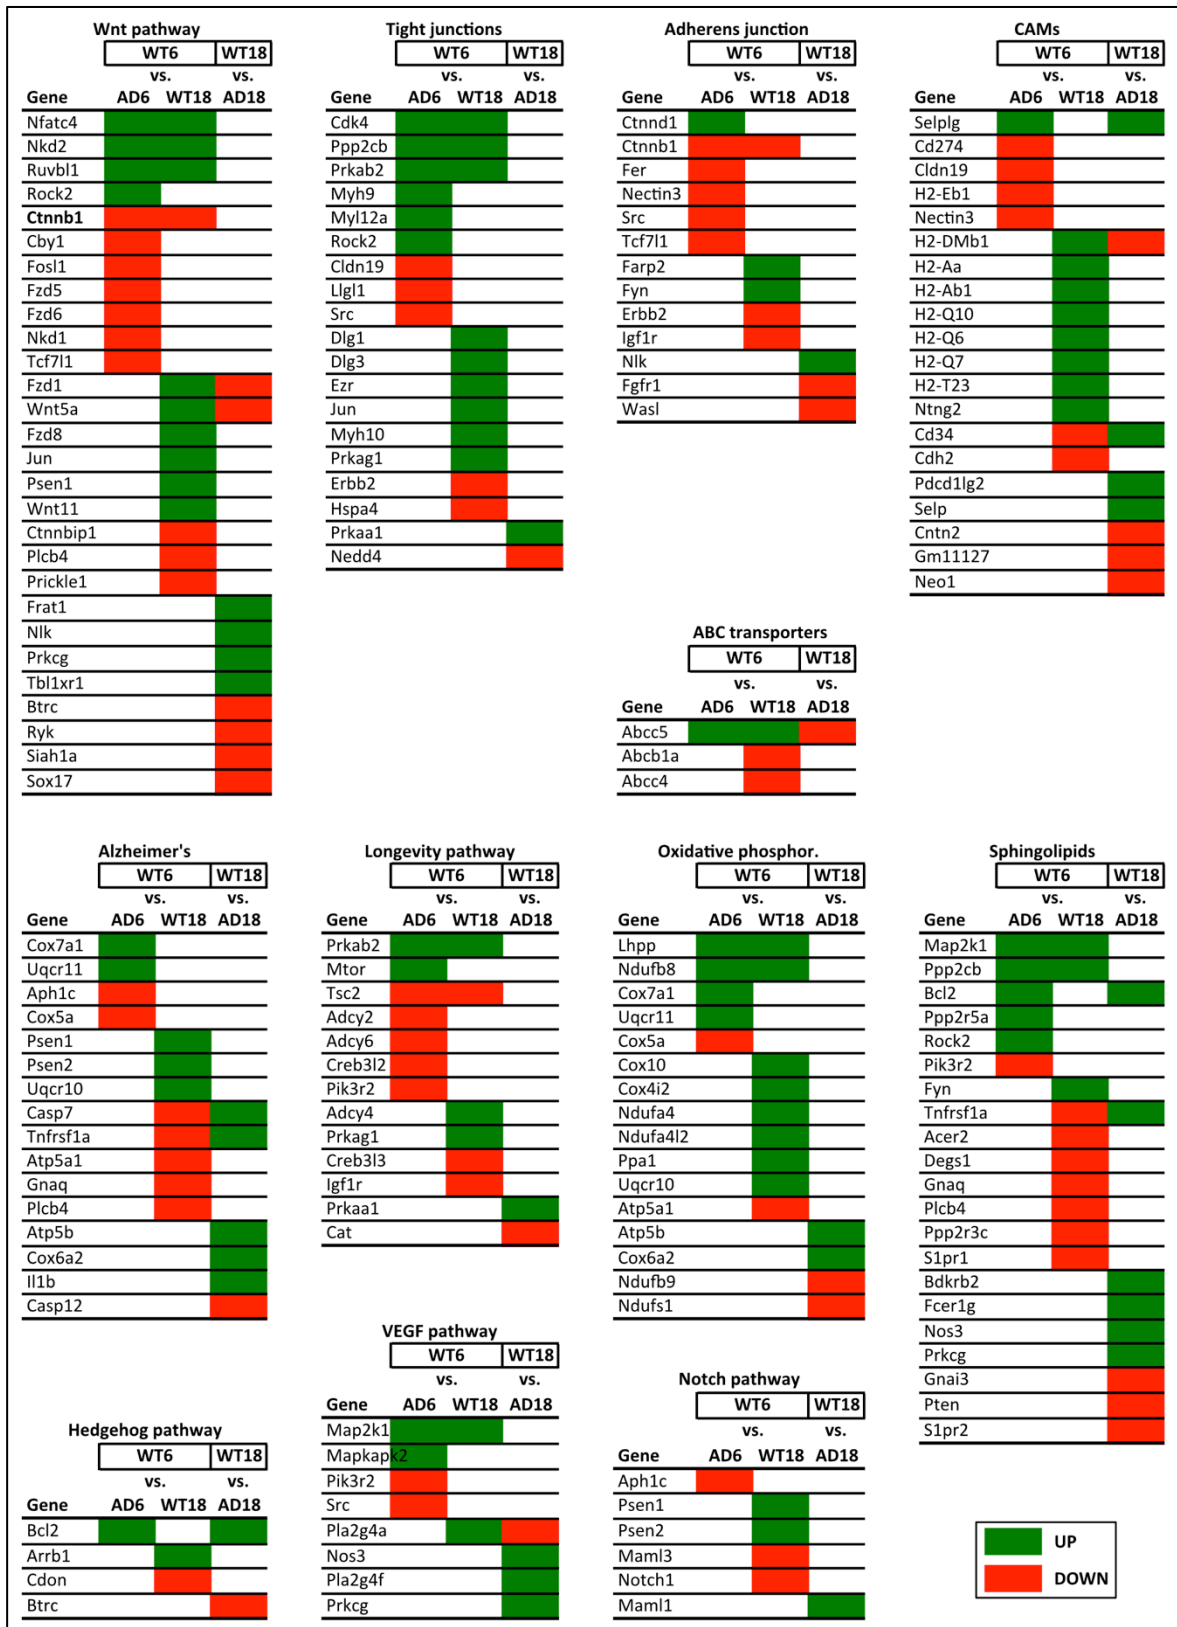 Wnt pathway
WT6 WT18
vs. vs.
Gene AD6 WT18 AD18
Nfatc4
Nkd2
Ruvbl1
Rock2
Ctnnb1
Cby1
Fosl1
Fzd5
Fzd6
Nkd1
Tcf7l1
Fzd1
Wnt5a
Fzd8
Jun
Psen1
Wnt11
Ctnnbip1
Plcb4
Prickle1
Frat1
Nlk
Prkcg
Tbl1xr1
Btrc
Ryk
Siah1a
Sox17
Tight junctions
WT6 WT18
vs. vs.
Gene AD6 WT18 AD18
Cdk4
Ppp2cb
Prkab2
Myh9
Myl12a
Rock2
Cldn19
Llgl1
Src
Dlg1
Dlg3
Ezr
Jun
Myh10
Prkag1
Erbb2
Hspa4
Prkaa1
Nedd4
Adherens junction
WT6 WT18
vs. vs.
Gene AD6 WT18 AD18
Ctnnd1
Ctnnb1
Fer
Nectin3
Src
Tcf7l1
Farp2
Fyn
Erbb2
Igf1r
Nlk
Fgfr1
Wasl
CAMs
WT6 WT18
vs. vs.
Gene AD6 WT18 AD18
Selplg
Cd274
Cldn19
H2-Eb1
Nectin3
H2-DMb1
H2-Aa
H2-Ab1
H2-Q10
H2-Q6
H2-Q7
H2-T23
Ntng2
Cd34
Cdh2
Pdcd1lg2
Selp
Cntn2
Gm11127
Neo1
ABC transporters
WT6 WT18
vs. vs.
Gene AD6 WT18 AD18
Abcc5
Abcb1a
Abcc4
Alzheimer's
WT6 WT18
vs. vs.
Gene AD6 WT18 AD18
Cox7a1
Uqcr11
Aph1c
Cox5a
Psen1
Psen2
Uqcr10
Casp7
Tnfrsf1a
Atp5a1
Gnaq
Plcb4
Atp5b
Cox6a2
Il1b
Casp12
Longevity pathway
WT6 WT18
vs. vs.
Gene AD6 WT18 AD18
Prkab2
Mtor
Tsc2
Adcy2
Adcy6
Creb3l2
Pik3r2
Adcy4
Prkag1
Creb3l3
Igf1r
Prkaa1
Cat
Oxidative phosphor.
WT6 WT18
vs. vs.
Gene AD6 WT18 AD18
Lhpp
Ndufb8
Cox7a1
Uqcr11
Cox5a
Cox10
Cox4i2
Ndufa4
Ndufa4l2
Ppa1
Uqcr10
Atp5a1
Atp5b
Cox6a2
Ndufb9
Ndufs1
Sphingolipids
WT6 WT18
vs. vs.
Gene AD6 WT18 AD18
Map2k1
Ppp2cb
Bcl2
Ppp2r5a
Rock2
Pik3r2
Fyn
Tnfrsf1a
Acer2
Degs1
Gnaq
Plcb4
Ppp2r3c
S1pr1
Bdkrb2
Fcer1g
Nos3
Prkcg
Gnai3
Pten
S1pr2
Hedgehog pathway
WT6 WT18
vs. vs.
Gene AD6 WT18 AD18
Bcl2
Arrb1
Cdon
Btrc
VEGF pathway
WT6 WT18
vs. vs.
Gene AD6 WT18 AD18
Map2k1
Mapkapk2
Pik3r2
Src
Pla2g4a
Nos3
Pla2g4f
Prkcg
Notch pathway
WT6 WT18
vs. vs.
Gene AD6 WT18 AD18
Aph1c
Psen1
Psen2
Maml3
Notch1
Maml1
UP
DOWN